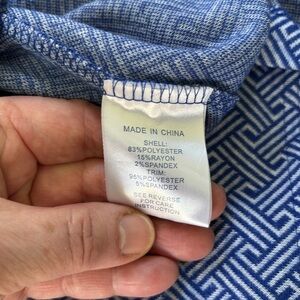 MADE IN CHINA
SHELL:
83%POLYESTER
15%RAYON
2%SPANDEX
TRIM:
95%POLYESTER
5%SPANDEX
SEE REVERSE
FOR CARE
INSTRUCTION